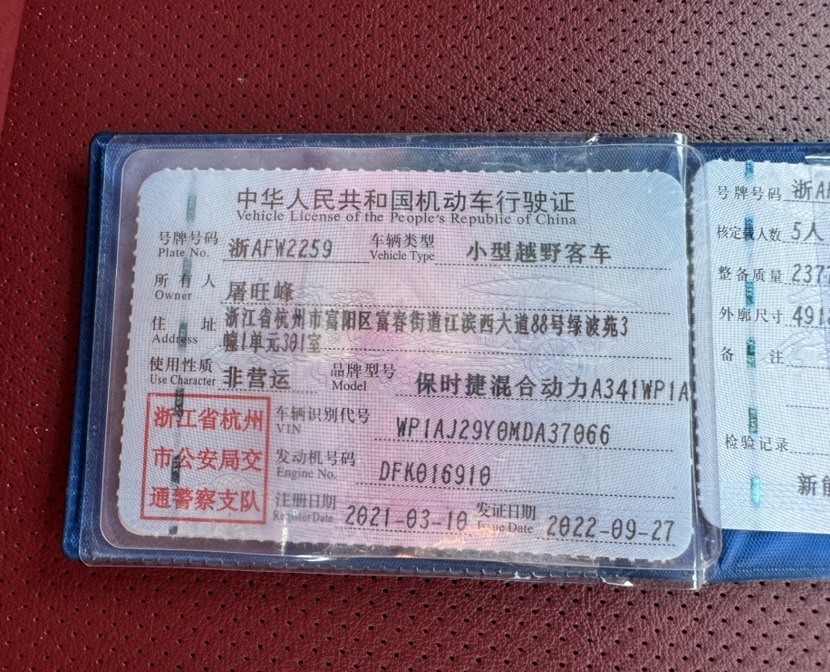 中华人民共和国机动车行驶证
Vehicle License of the People's Republic of China
号牌号码 浙AFW2259 车辆类型 小型越野客车
Plate No. Vehicle Type
所有人 屠旺峰
Owner
住址 浙江省杭州市富阳区富春街道江滨西大道88号绿波苑3
Address 幢1单元301室
使用性质 非营运 品牌型号 保时捷混合动力A341WP1A
Use Character Model
浙江省杭州
市公安局交
通警察支队
车辆识别代号 WP1AJ29Y0MDA37066
VIN
发动机号码 DFK016910
Engine No.
注册日期 2021-03-10 发证日期 2022-09-27
Register Date Issue Date
号牌号码 浙AF
核定载人数 5人
整备质量 237
外廓尺寸 491
备注
检验记录
新能